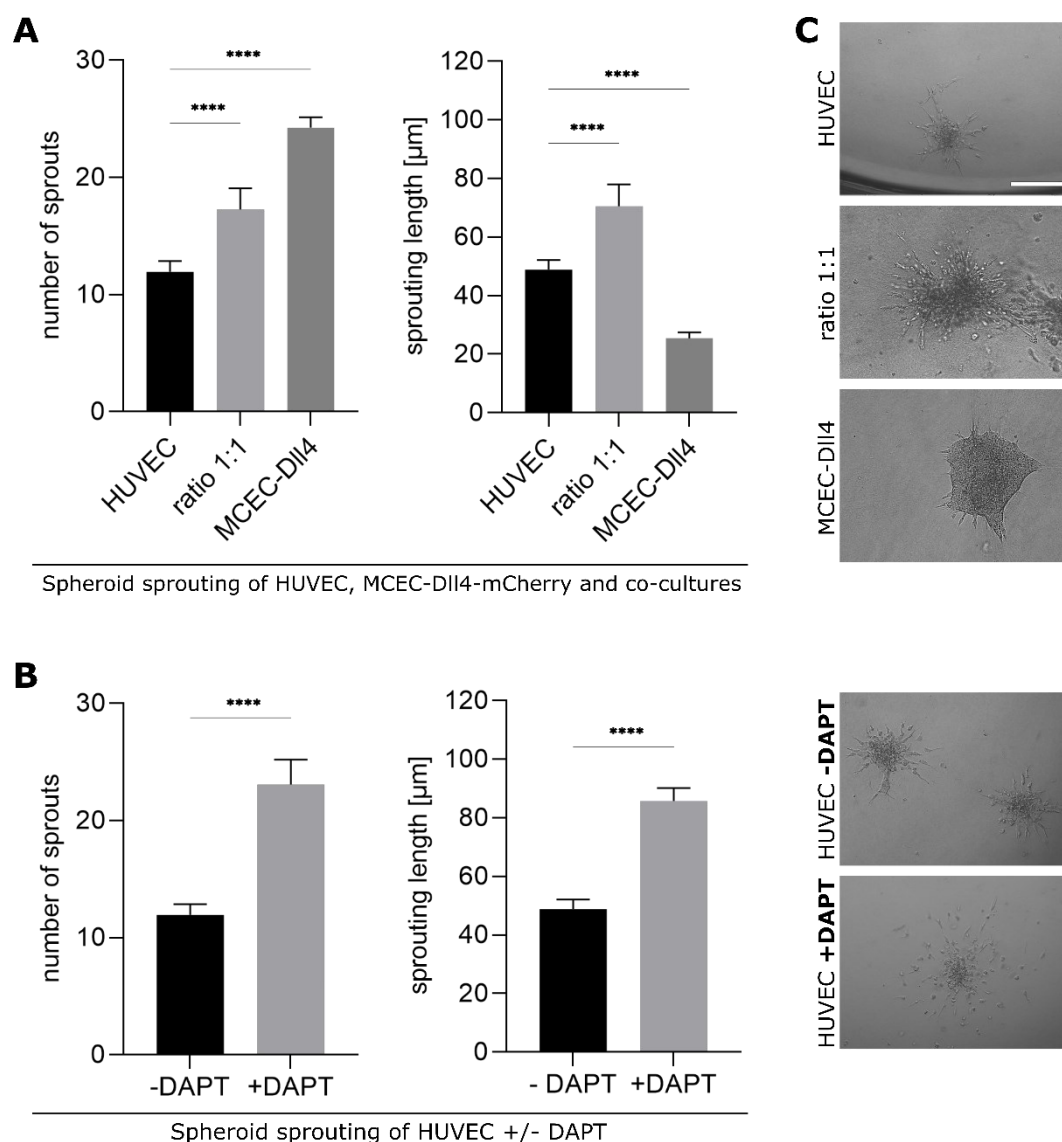 A
30
20
10
0
number of sprouts
****
****
HUVEC
ratio 1:1
MCEC-Dll4
120
100
80
60
40
20
0
sprouting length [µm]
****
****
HUVEC
ratio 1:1
MCEC-Dll4
Spheroid sprouting of HUVEC, MCEC-Dll4-mCherry and co-cultures
C
HUVEC
ratio 1:1
MCEC-Dll4
B
30
20
10
0
number of sprouts
****
-DAPT
+DAPT
120
100
80
60
40
20
0
sprouting length [µm]
****
- DAPT
+DAPT
Spheroid sprouting of HUVEC +/- DAPT
HUVEC -DAPT
HUVEC +DAPT